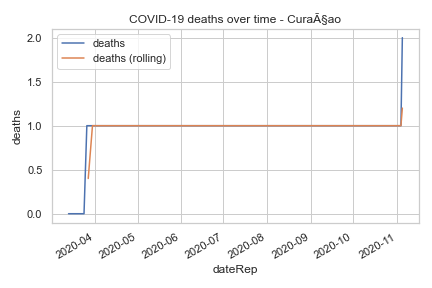 COVID-19 deaths over time - CuraÃ§ao
deaths
deaths (rolling)
2.0
1.5
1.0
0.5
0.0
deaths
2020-04
2020-05
2020-06
2020-07
2020-08
2020-09
2020-10
2020-11
dateRep